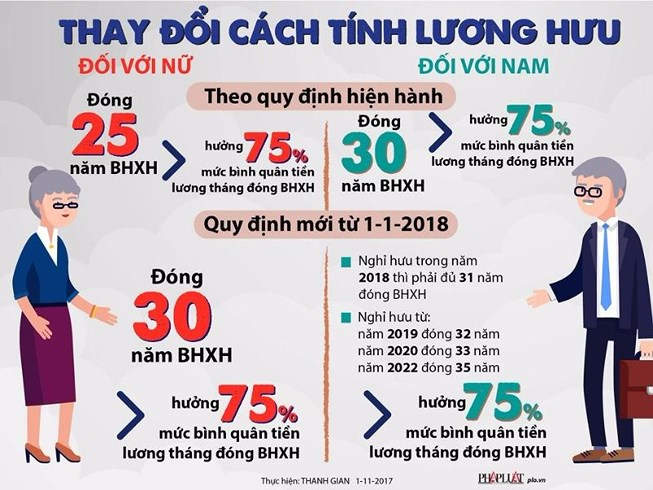 THAY ĐỔI CÁCH TÍNH LƯƠNG HƯU
ĐỐI VỚI NỮ
ĐỐI VỚI NAM
Theo quy định hiện hành
Đóng
25
năm BHXH
hưởng 75%
mức bình quân tiền
lương tháng đóng BHXH
Đóng
30
năm BHXH
hưởng 75%
mức bình quân tiền
lương tháng đóng BHXH
Quy định mới từ 1-1-2018
Đóng
30
năm BHXH
hưởng 75%
mức bình quân tiền
lương tháng đóng BHXH
Nghỉ hưu trong năm
2018 thì phải đủ 31 năm
đóng BHXH
Nghỉ hưu từ:
năm 2019 đóng 32 năm
năm 2020 đóng 33 năm
năm 2022 đóng 35 năm
hưởng 75%
mức bình quân tiền
lương tháng đóng BHXH
Thực hiện: THANH GIAN 1-11-2017
PHÁP LUẬT plo.vn